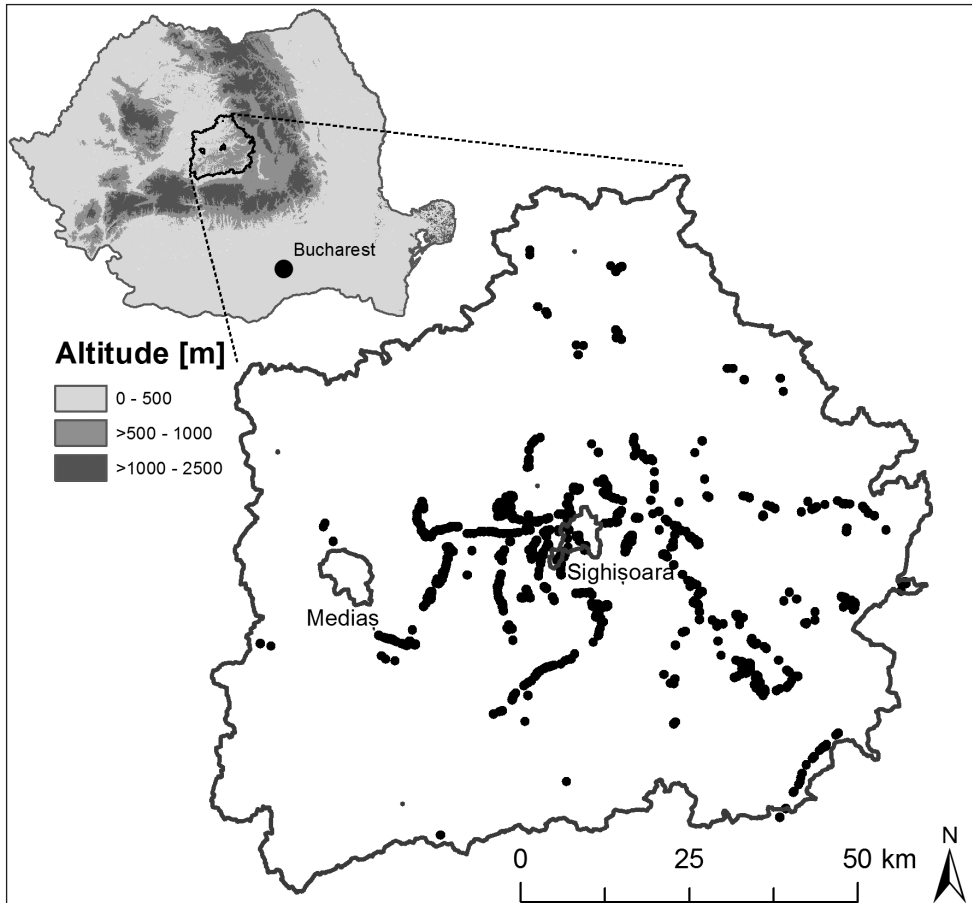 Bucharest
Altitude [m]
0 - 500
>500 - 1000
>1000 - 2500
Sighișoara
Mediaș
0 25 50 km
N